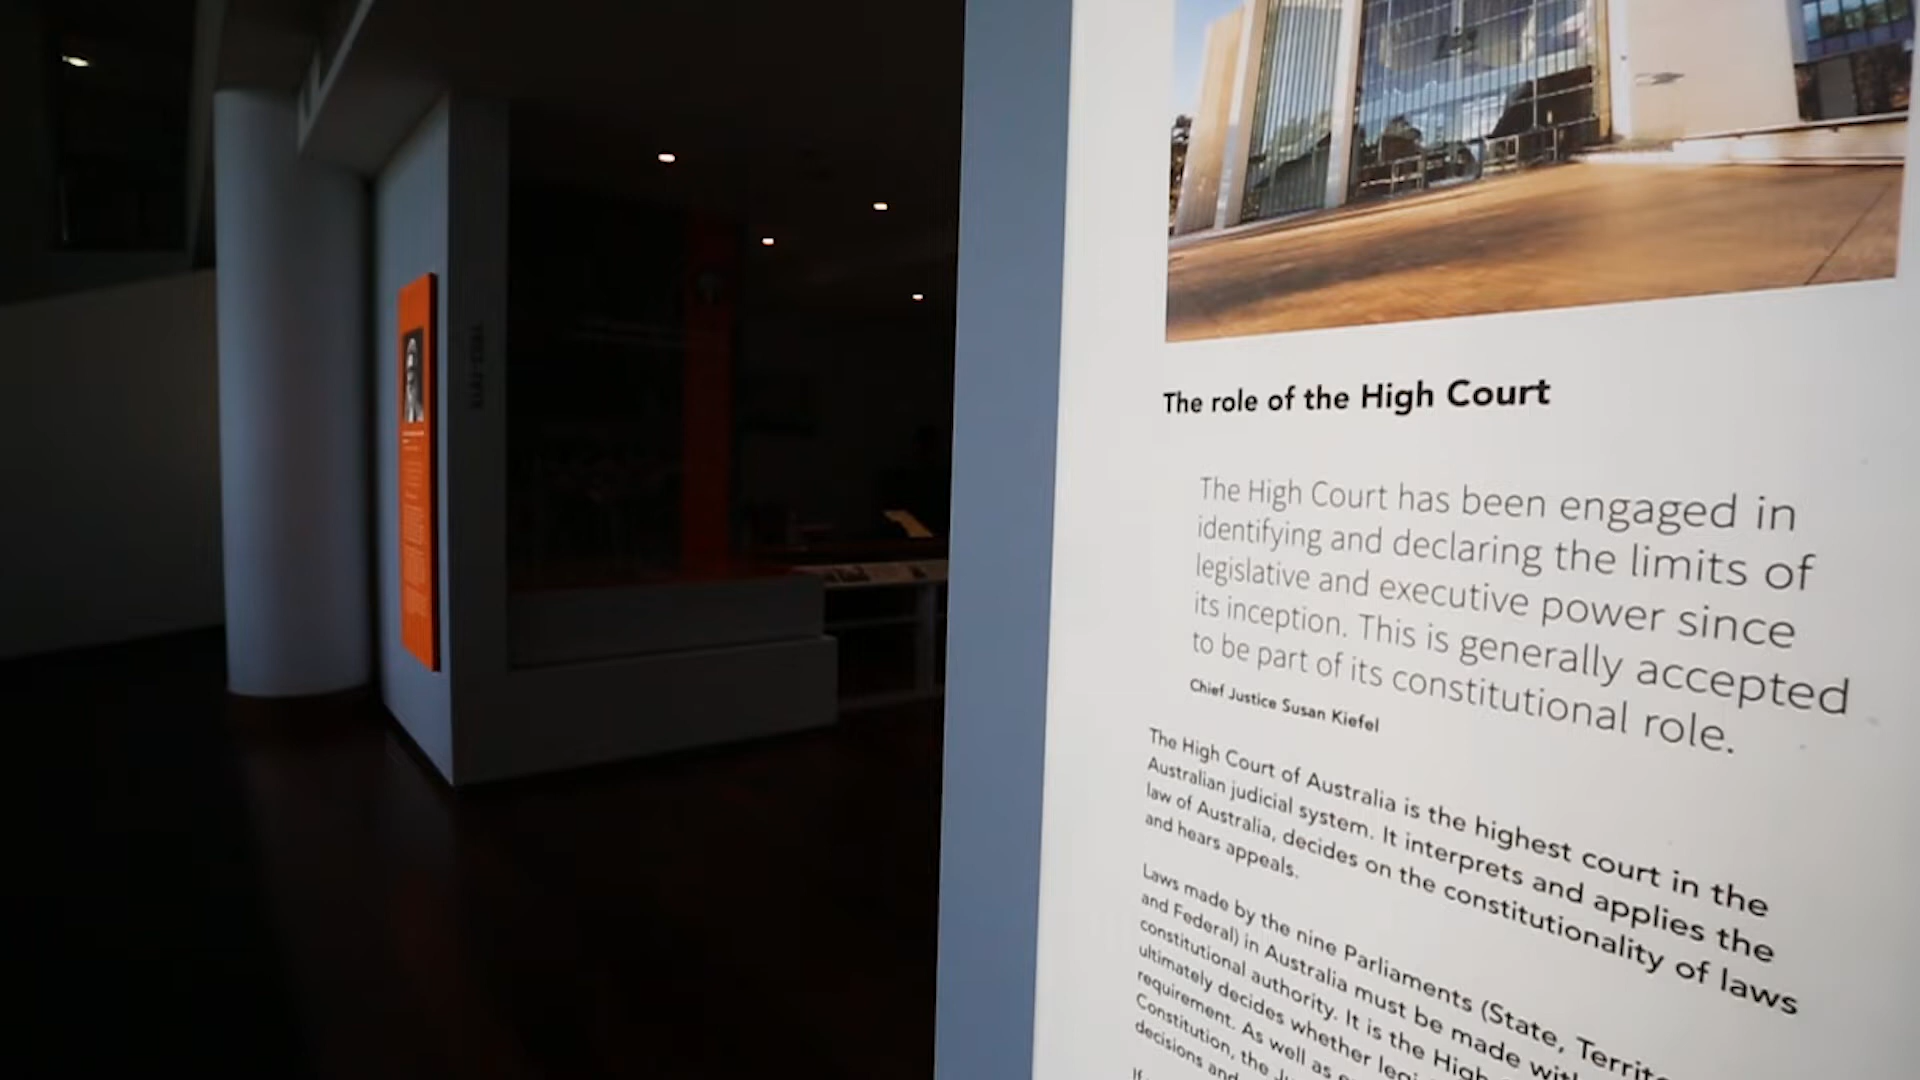 The role of the High Court
The High Court has been engaged in
identifying and declaring the limits of
legislative and executive power since
its inception. This is generally accepted
to be part of its constitutional role.
Chief Justice Susan Kiefel
The High Court of Australia is the highest court in the
Australian judicial system. It interprets and applies the
law of Australia, decides on the constitutionality of laws
and hears appeals.
Laws made by the nine Parliaments (State,
and Federal) in Australia must be made
constitutional authority. It is the High
ultimately decides whether
requirement. As well as
Constitution, the
decisions and
If